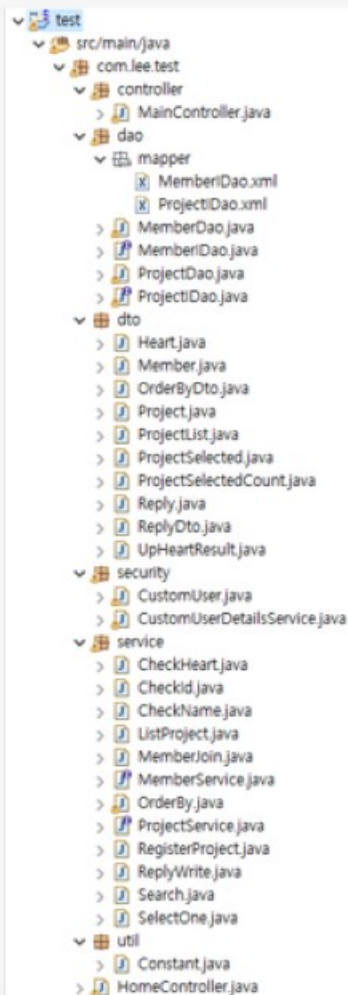 test
src/main/java
com.lee.test
controller
MainController.java
dao
mapper
MemberIDao.xml
ProjectIDao.xml
MemberDao.java
MemberIDao.java
ProjectDao.java
ProjectIDao.java
dto
Heart.java
Member.java
OrderByDto.java
Project.java
ProjectList.java
ProjectSelected.java
ProjectSelectedCount.java
Reply.java
ReplyDto.java
UpHeartResult.java
security
CustomUser.java
CustomUserDetailsService.java
service
CheckHeart.java
CheckId.java
CheckName.java
ListProject.java
MemberJoin.java
MemberService.java
OrderBy.java
ProjectService.java
RegisterProject.java
ReplyWrite.java
Search.java
SelectOne.java
util
Constant.java
HomeController.java